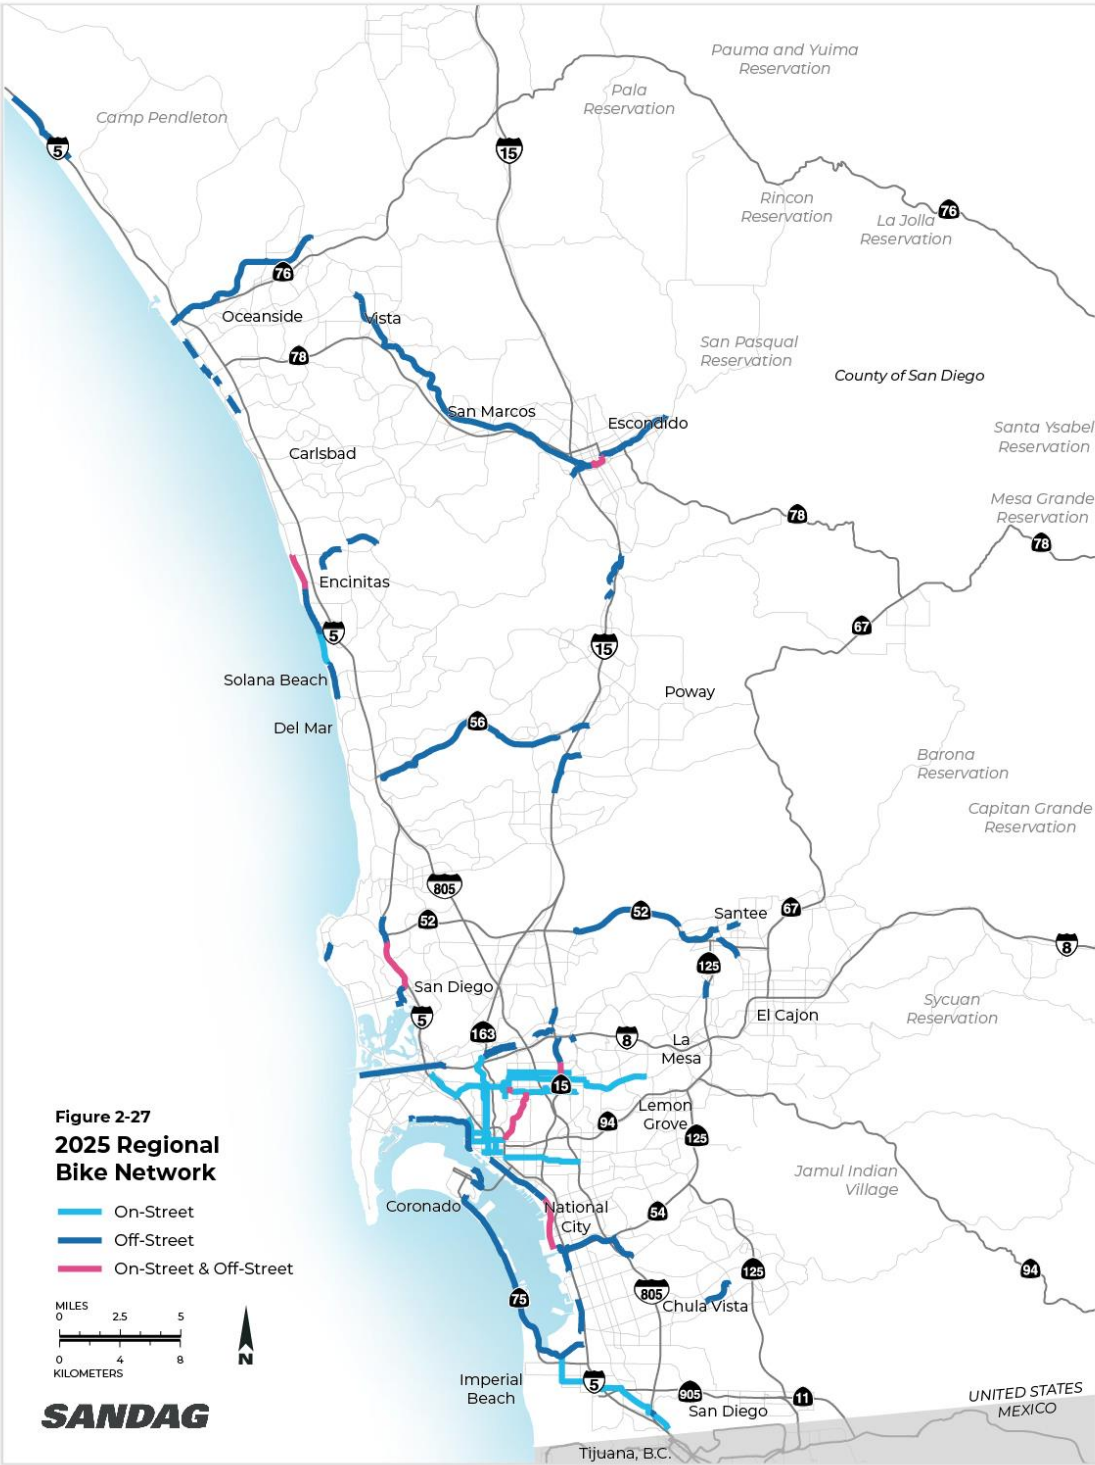 Pauma and Yuima
Reservation
Pala
Reservation
Camp Pendleton
5
15
Rincon
Reservation
La Jolla
Reservation
76
76
Oceanside
Vista
78
San Pasqual
Reservation
County of San Diego
San Marcos
Escondido
Santa Ysabel
Reservation
Carlsbad
Mesa Grande
Reservation
78
78
Encinitas
5
67
15
Solana Beach
Poway
Del Mar
56
Barona
Reservation
Capitan Grande
Reservation
805
52
52
Santee
67
8
125
San Diego
5
Sycuan
Reservation
El Cajon
163
8
La
Mesa
15
Lemon
Grove
94
125
Jamul Indian
Village
Coronado
National
City
54
125
94
75
805
Chula Vista
Imperial
Beach
5
905
San Diego
11
UNITED STATES
MEXICO
Tijuana, B.C.
Figure 2-27
2025 Regional
Bike Network
On-Street
Off-Street
On-Street & Off-Street
MILES
0 2.5 5
0 4 8
KILOMETERS
N
SANDAG